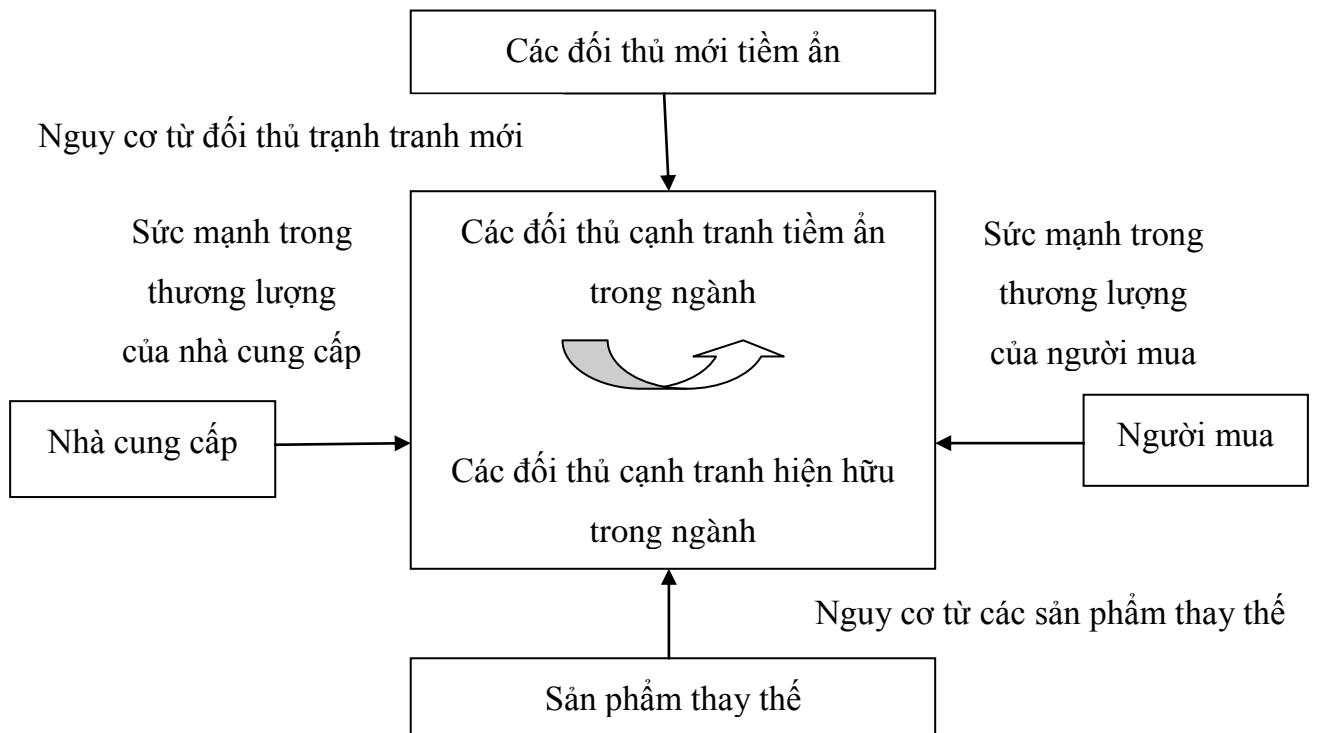 Các đối thủ mới tiềm ẩn
Nguy cơ từ đối thủ trạnh tranh mới
Sức mạnh trong
thương lượng
của nhà cung cấp
Các đối thủ cạnh tranh tiềm ẩn
trong ngành
Sức mạnh trong
thương lượng
của người mua
Nhà cung cấp
Các đối thủ cạnh tranh hiện hữu
trong ngành
Người mua
Nguy cơ từ các sản phẩm thay thế
Sản phẩm thay thế